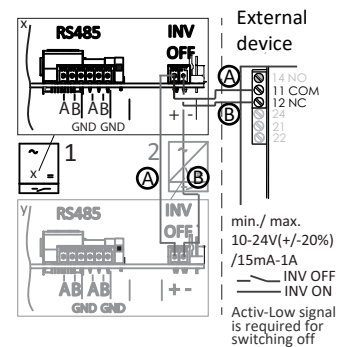 x
RS485
INV
OFF
External
device
A
14 NO
11 COM
12 NC
B
24
21
22
AB AB
GND GND
+ -
~
x =
1
2
A
B
y
RS485
INV
OFF
AB AB
GND GND
+ -
min./ max.
10-24V(+/-20%)
/15mA-1A
INV OFF
INV ON
Activ-Low signal
is required for
switching off